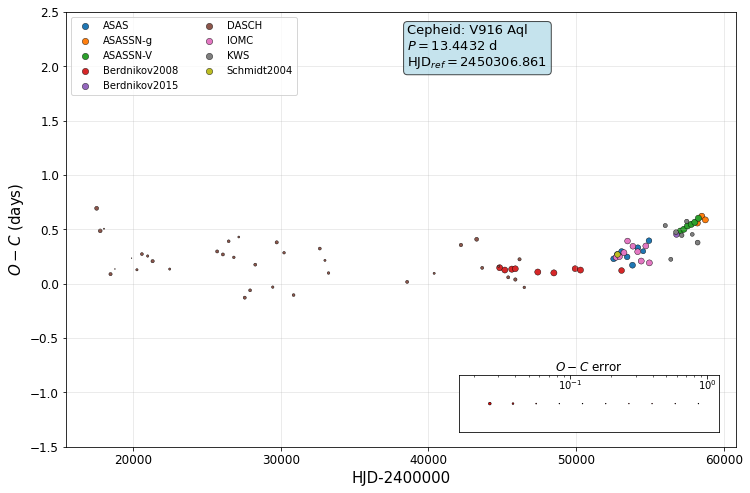 ASAS
ASASSN-g
ASASSN-V
Berdnikov2008
Berdnikov2015
DASCH
IOMC
KWS
Schmidt2004
Cepheid: V916 Aql
P = 13.4432 d
HJD_ref = 2450306.861
2.5
2.0
1.5
1.0
0.5
0.0
−0.5
−1.0
−1.5
O − C (days)
O − C error
10⁻¹ 10⁰
20000 30000 40000 50000 60000
HJD-2400000